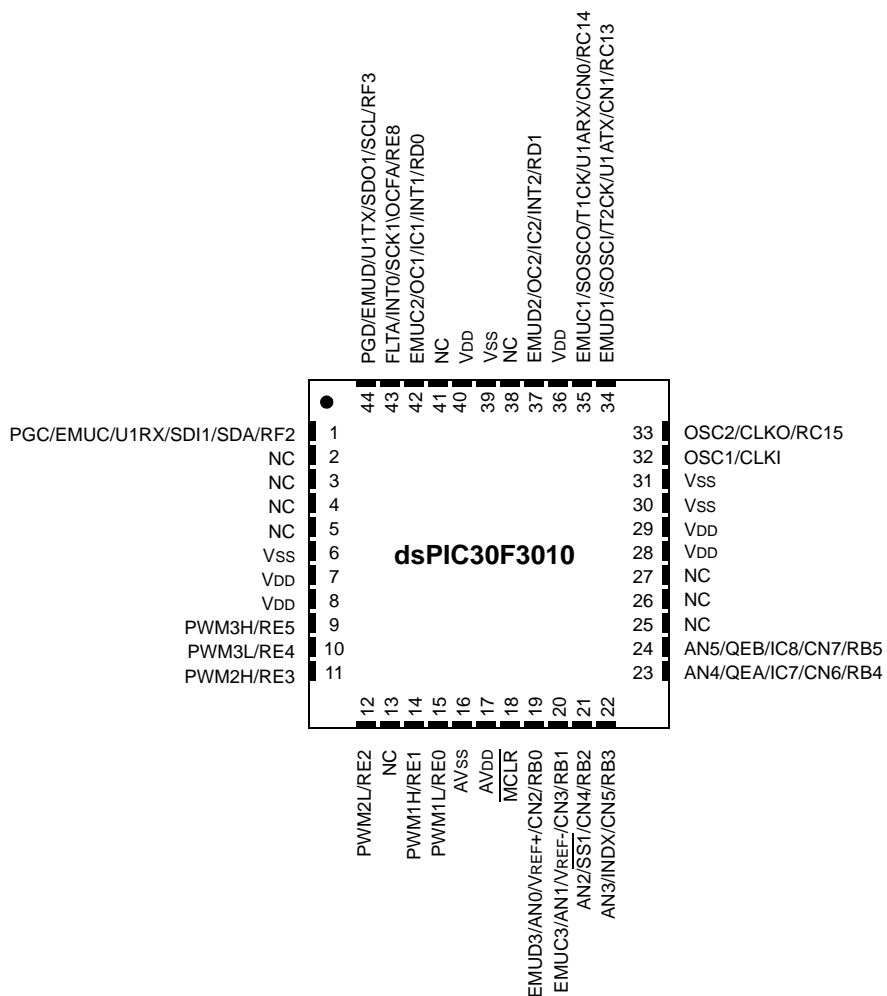 PGD/EMUD/U1TX/SDO1/SCL/RF3
FLTA/INT0/SCK1\OCFA/RE8
EMUC2/OC1/IC1/INT1/RD0
NC
VDD
VSS
NC
EMUD2/OC2/IC2/INT2/RD1
VDD
EMUC1/SOSCO/T1CK/U1ARX/CN0/RC14
EMUD1/SOSCI/T2CK/U1ATX/CN1/RC13
44
43
42
41
40
39
38
37
36
35
34
PGC/EMUC/U1RX/SDI1/SDA/RF2 1
NC 2
NC 3
NC 4
NC 5
VSS 6
VDD 7
VDD 8
PWM3H/RE5 9
PWM3L/RE4 10
PWM2H/RE3 11
dsPIC30F3010
33 OSC2/CLKO/RC15
32 OSC1/CLKI
31 VSS
30 VSS
29 VDD
28 VDD
27 NC
26 NC
25 NC
24 AN5/QEB/IC8/CN7/RB5
23 AN4/QEA/IC7/CN6/RB4
12
13
14
15
16
17
18
19
20
21
22
PWM2L/RE2
NC
PWM1H/RE1
PWM1L/RE0
AVSS
AVDD
MCLR
EMUD3/AN0/VREF+/CN2/RB0
EMUC3/AN1/VREF-/CN3/RB1
AN2/SS1/CN4/RB2
AN3/INDX/CN5/RB3